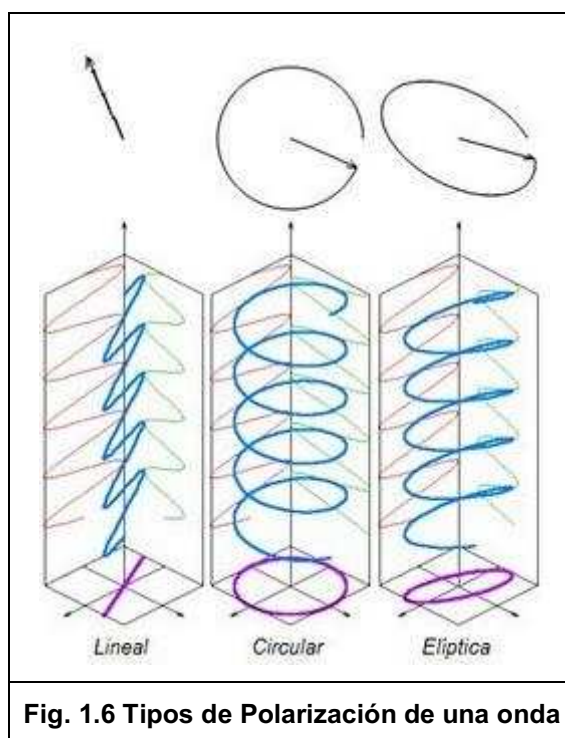 Lineal Circular Elíptica
Fig. 1.6 Tipos de Polarización de una onda